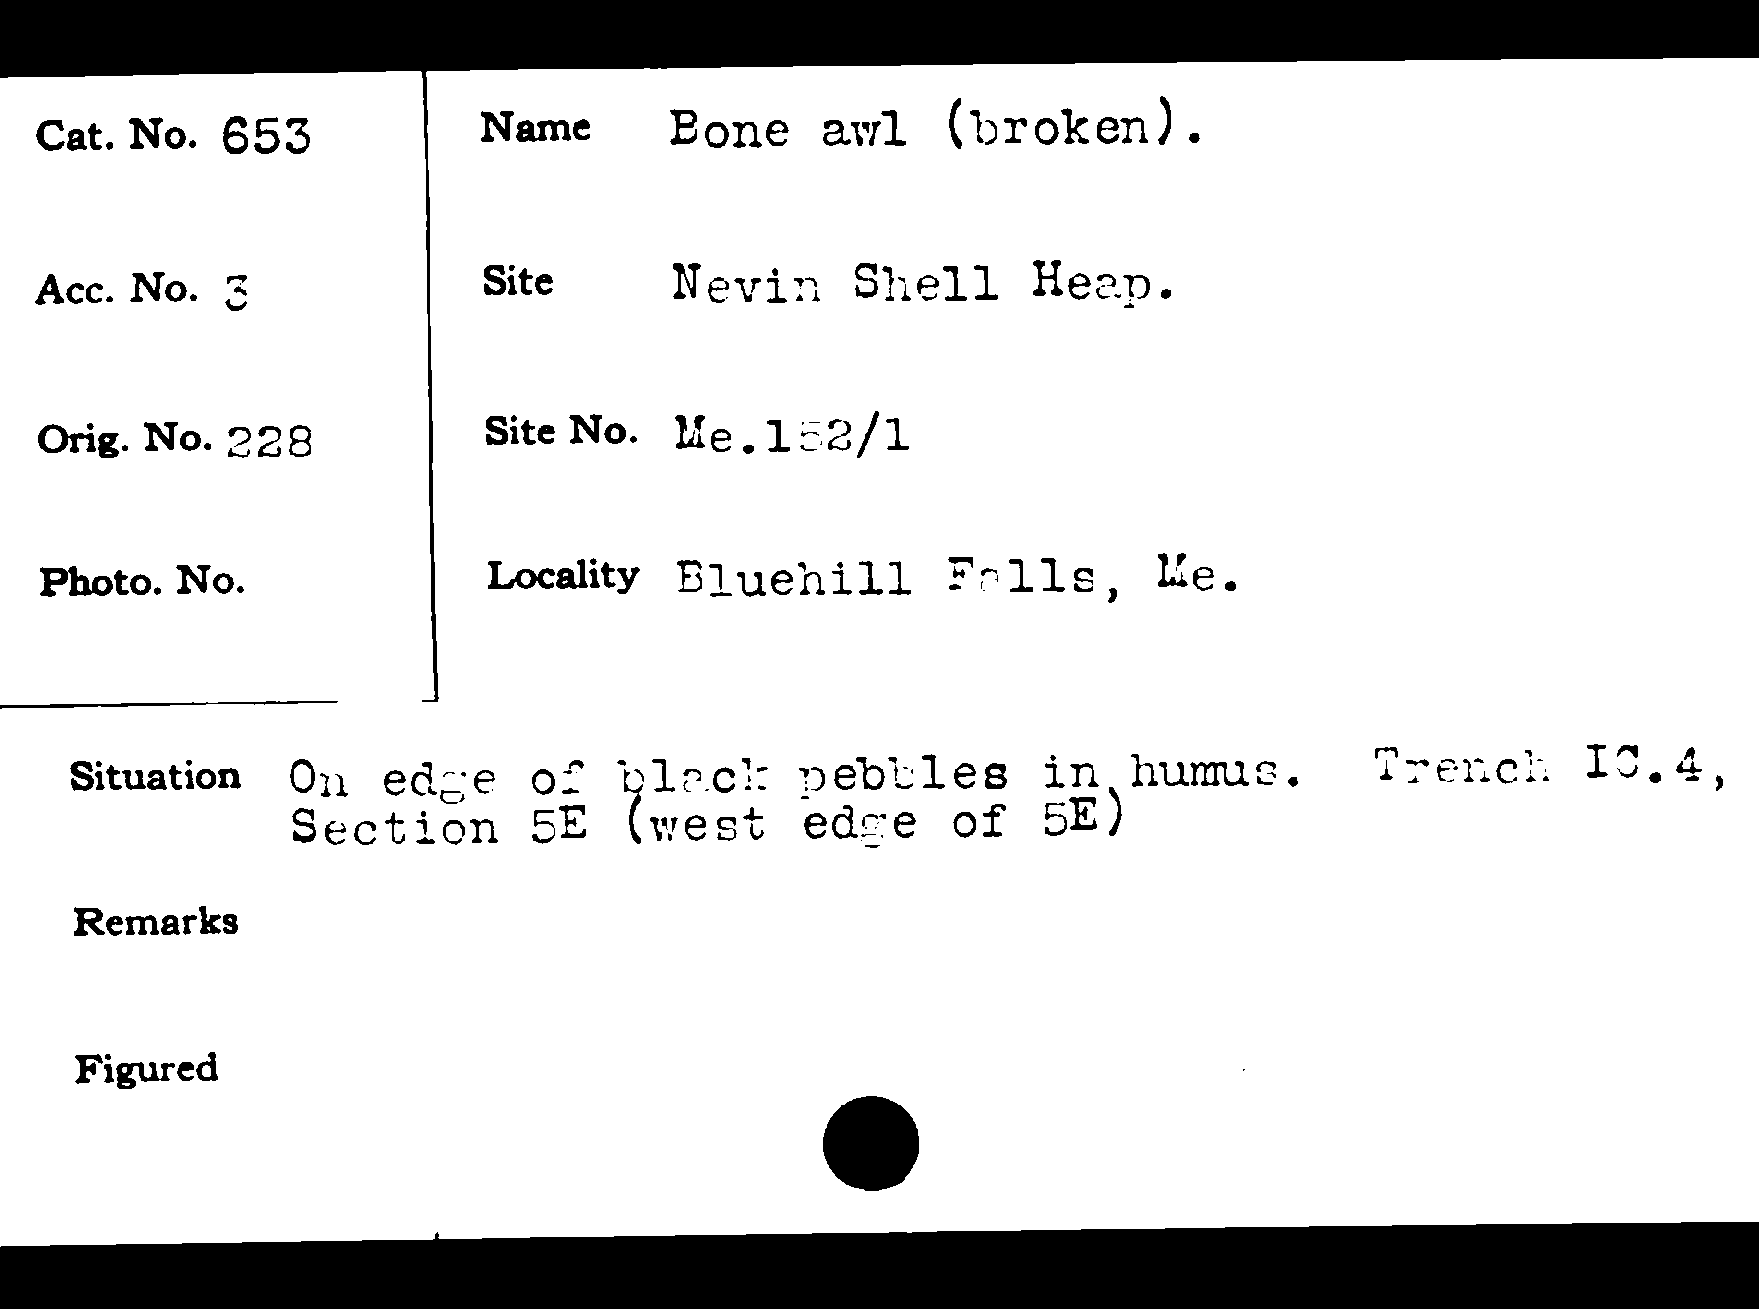 Cat. No. 653
Name Bone awl (broken).
Acc. No. 3
Site Nevin Shell Heap.
Orig. No. 228
Site No. Me.152/1
Photo. No.
Locality Bluehill Falls, Me.
Situation On edge of black pebbles in humus. Trench IC.4,
Section 5E (west edge of 5E)
Remarks
Figured